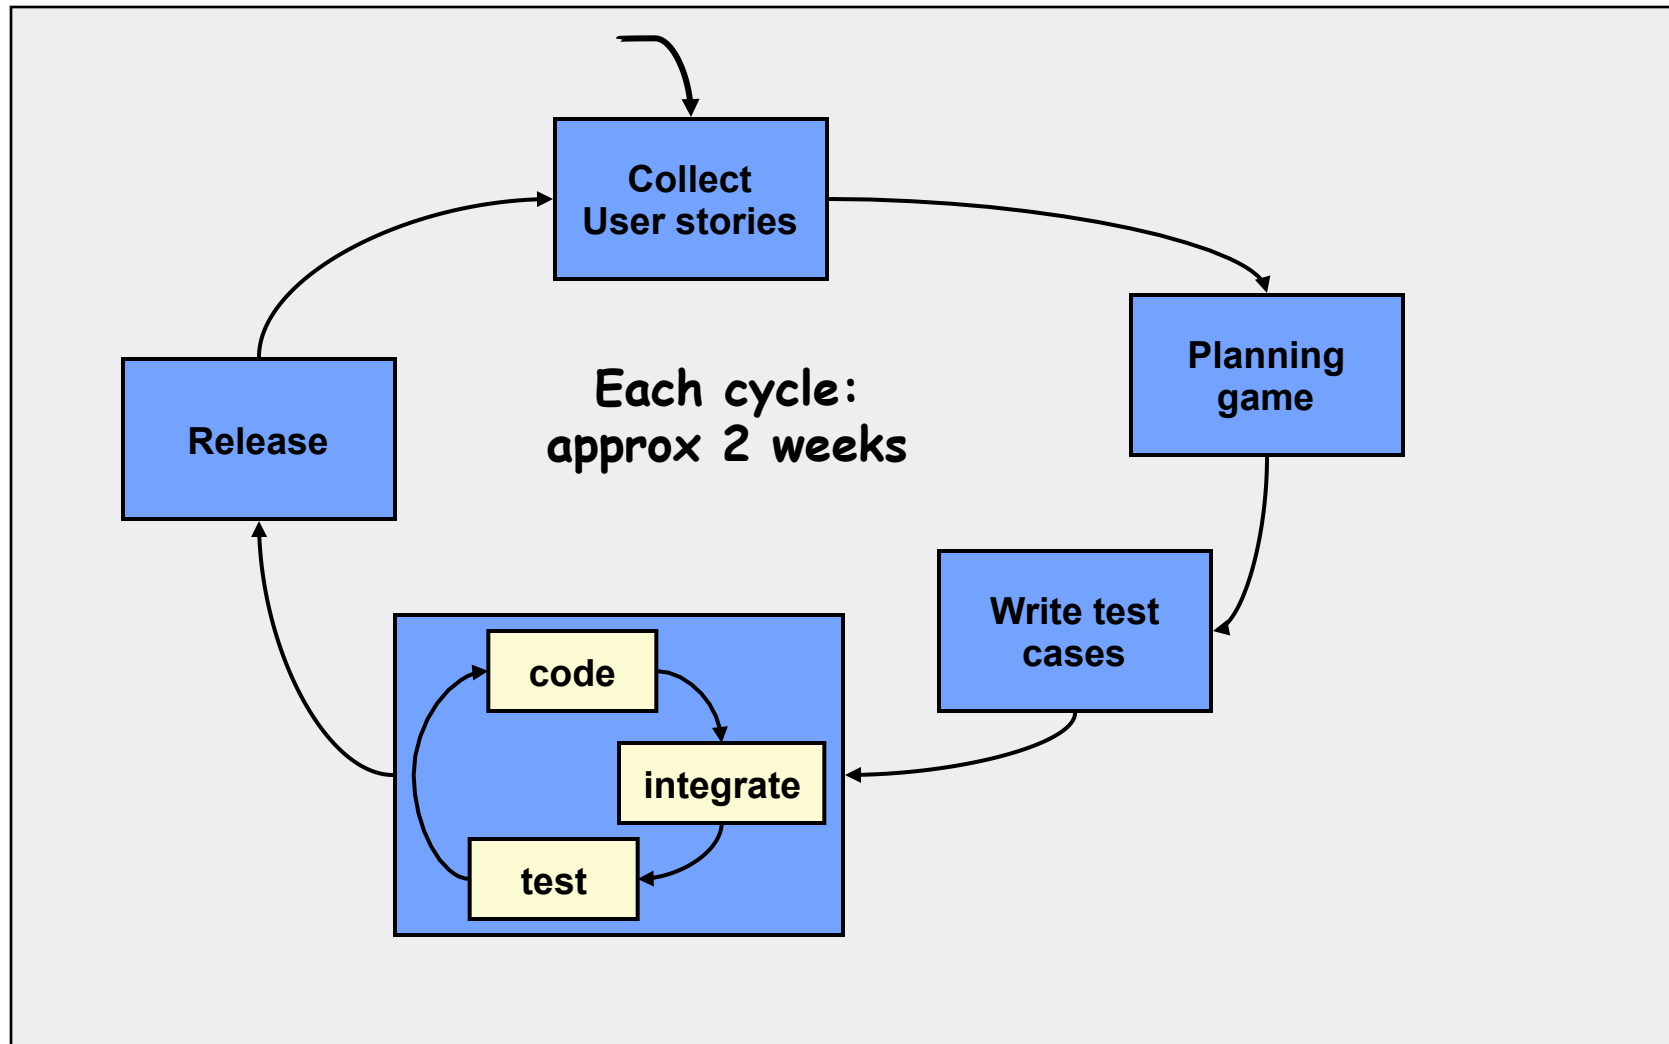 Collect
User stories
Planning
game
Each cycle:
approx 2 weeks
Release
Write test
cases
code
integrate
test